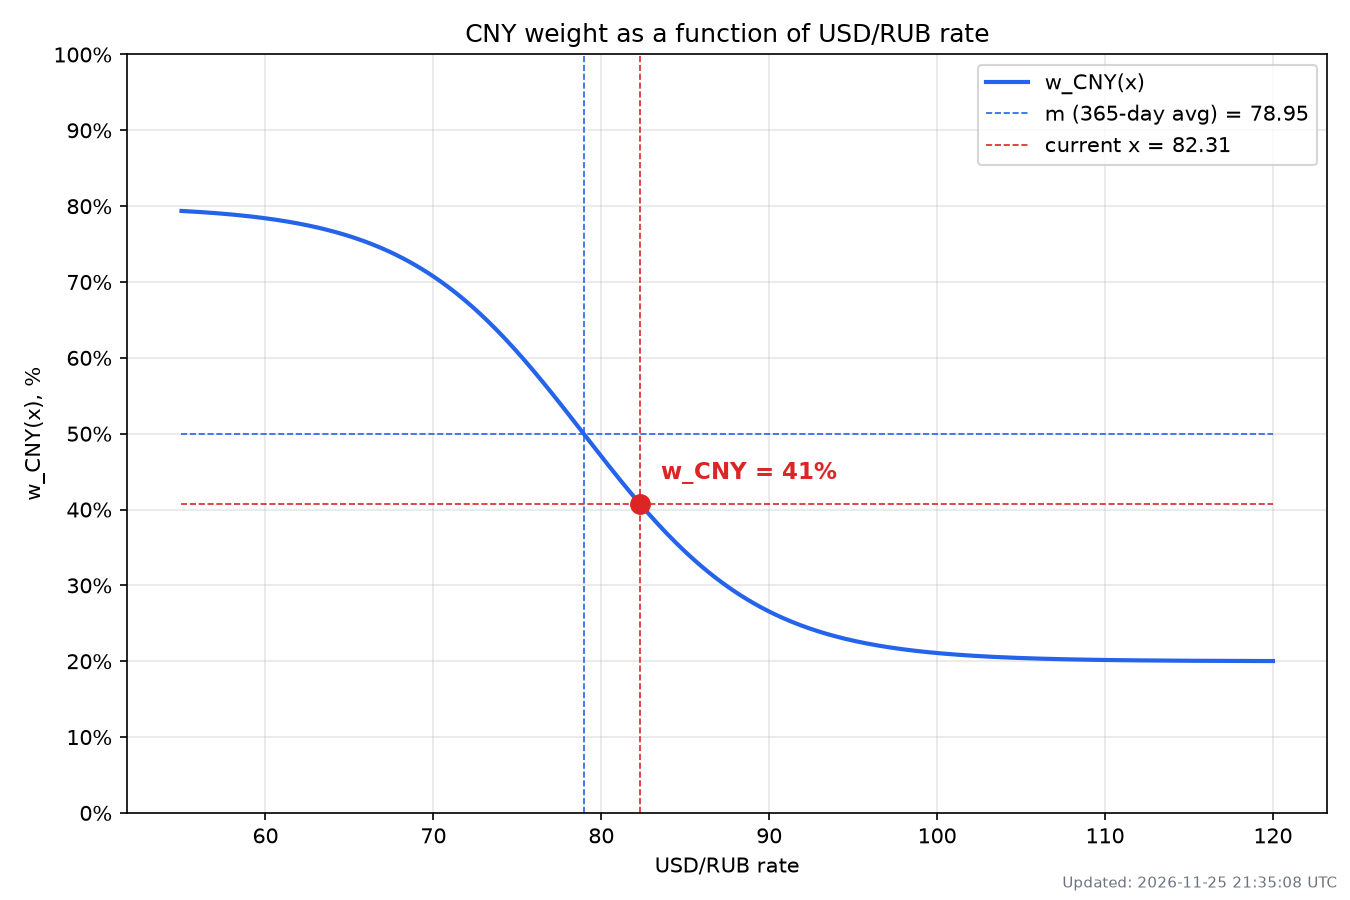 CNY weight as a function of USD/RUB rate
w_CNY(x)
m (365-day avg) = 78.95
current x = 82.31
100%
90%
80%
70%
60%
50%
40%
30%
20%
10%
0%
w_CNY(x), %
w_CNY = 41%
60 70 80 90 100 110 120
USD/RUB rate
Updated: 2026-11-25 21:35:08 UTC